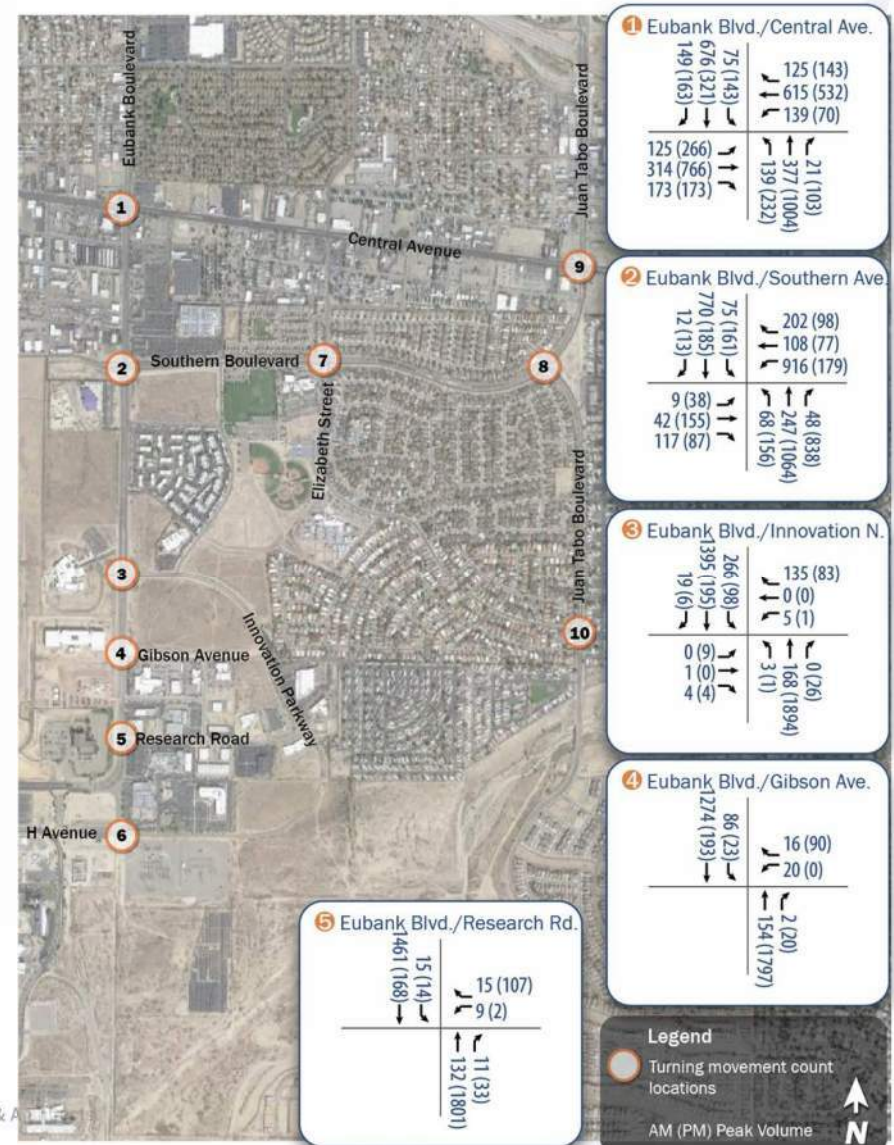 Eubank Boulevard
Juan Tabo Boulevard
1
Central Avenue
9
2
Southern Boulevard
7
8
Elizabeth Street
3
Juan Tabo Boulevard
10
4
Gibson Avenue
Innovation Parkway
5
Research Road
H Avenue
6
& A
1 Eubank Blvd./Central Ave.
149 (163)
676 (321)
75 (143)
125 (143)
615 (532)
139 (70)
125 (266)
314 (766)
173 (173)
139 (232)
377 (1004)
21 (103)
2 Eubank Blvd./Southern Ave.
12 (13)
770 (185)
75 (161)
202 (98)
108 (77)
916 (179)
9 (38)
42 (155)
117 (87)
68 (156)
247 (1064)
48 (838)
3 Eubank Blvd./Innovation N.
19 (6)
1395 (195)
266 (98)
135 (83)
0 (0)
5 (1)
0 (9)
1 (0)
4 (4)
3 (1)
168 (1894)
0 (26)
4 Eubank Blvd./Gibson Ave.
1274 (193)
86 (23)
16 (90)
20 (0)
154 (1797)
2 (20)
5 Eubank Blvd./Research Rd.
1461 (168)
15 (14)
15 (107)
9 (2)
132 (1801)
11 (33)
Legend
Turning movement count
locations
AM (PM) Peak Volume
N